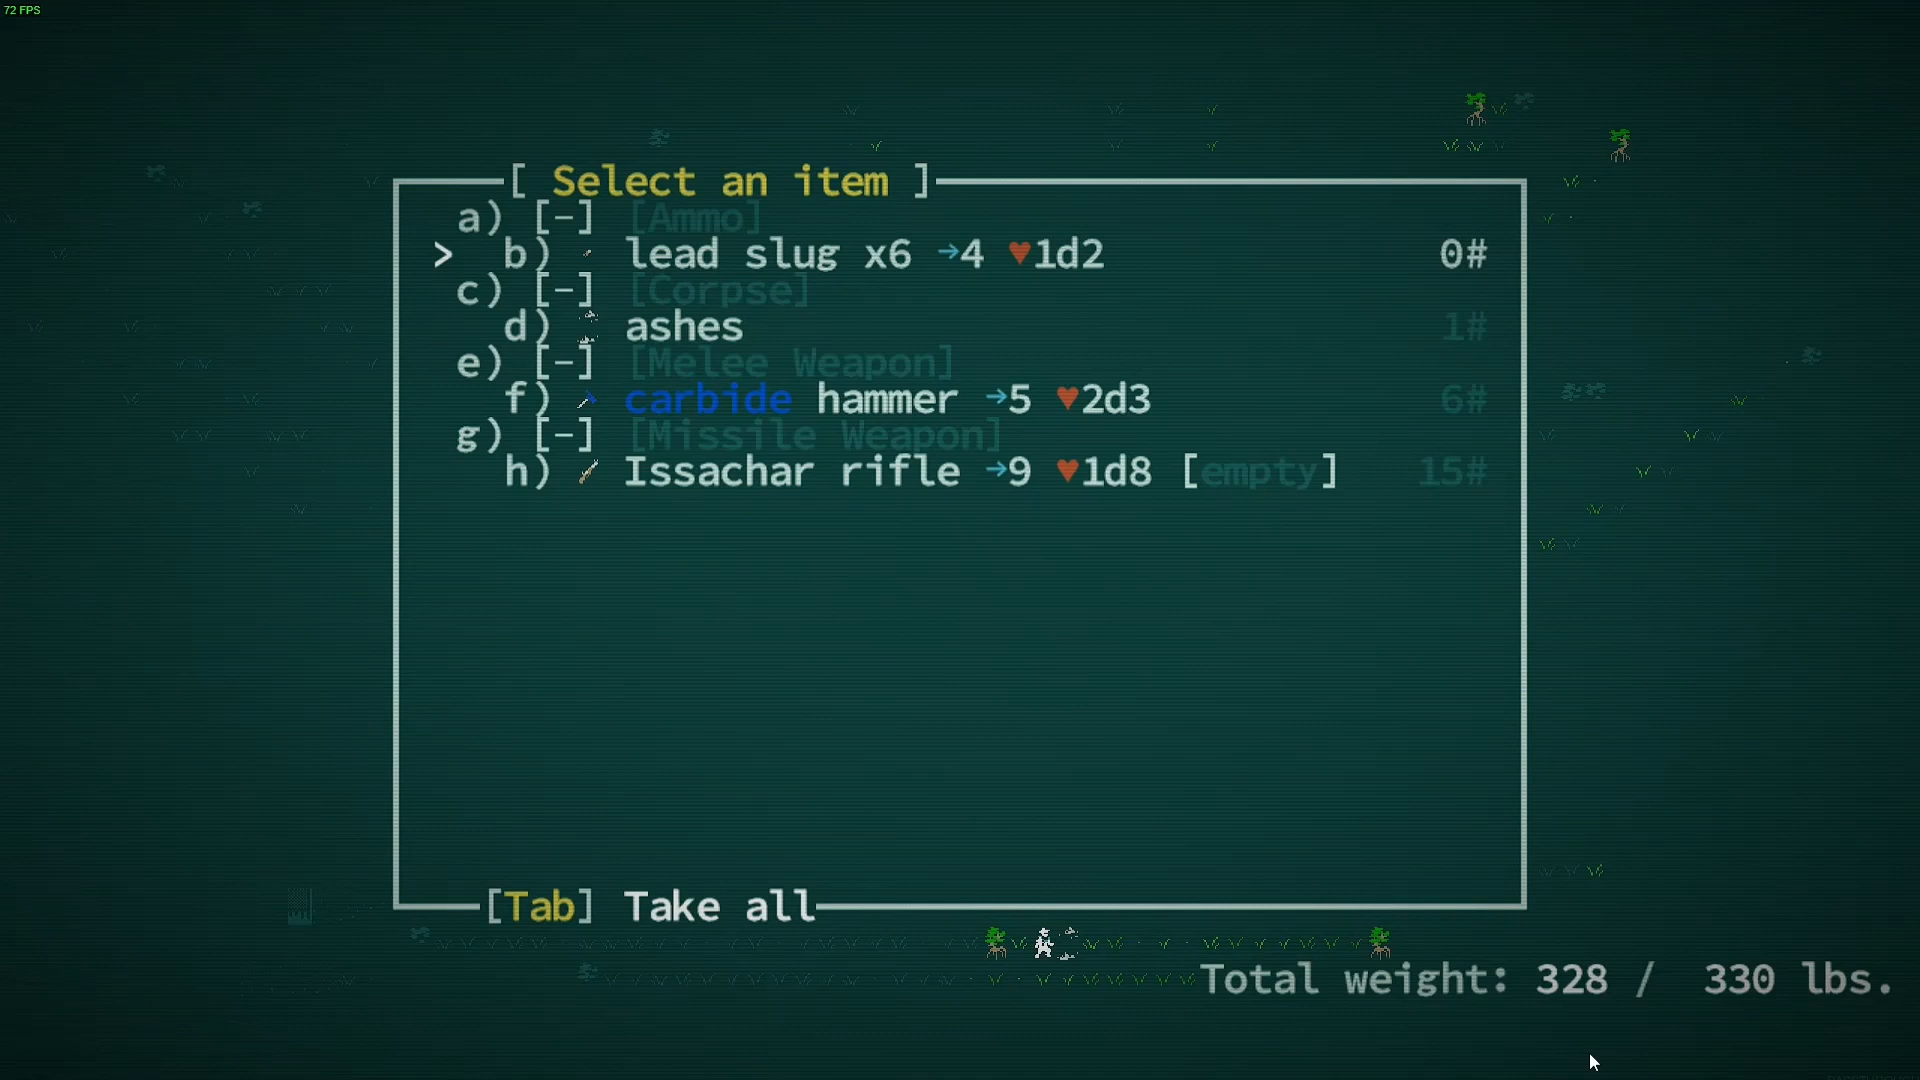 72 FPS
[ Select an item ]
a) [-] [Ammo]
> b) lead slug x6 →4 ♥1d2 0#
c) [-] [Corpse]
d) ashes 1#
e) [-] [Melee Weapon]
f) carbide hammer →5 ♥2d3 6#
g) [-] [Missile Weapon]
h) Issachar rifle →9 ♥1d8 [empty] 15#
[Tab] Take all
Total weight: 328 / 330 lbs.